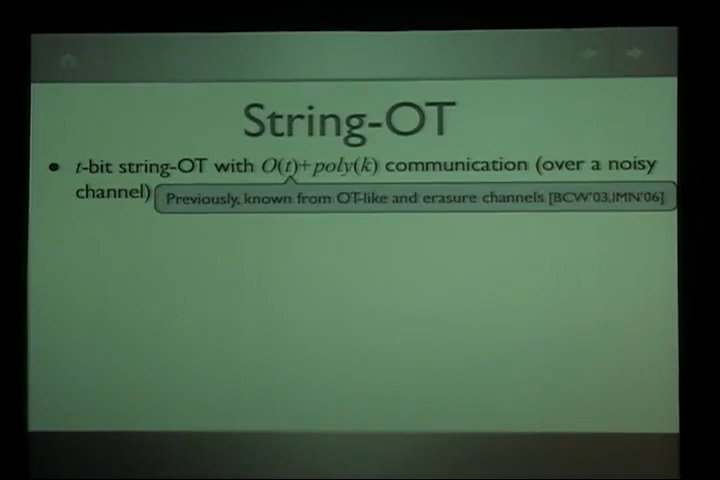 String-OT
• t-bit string-OT with O(t)+poly(k) communication (over a noisy
channel)
Previously, known from OT-like and erasure channels [BCW'03,IMN'06]